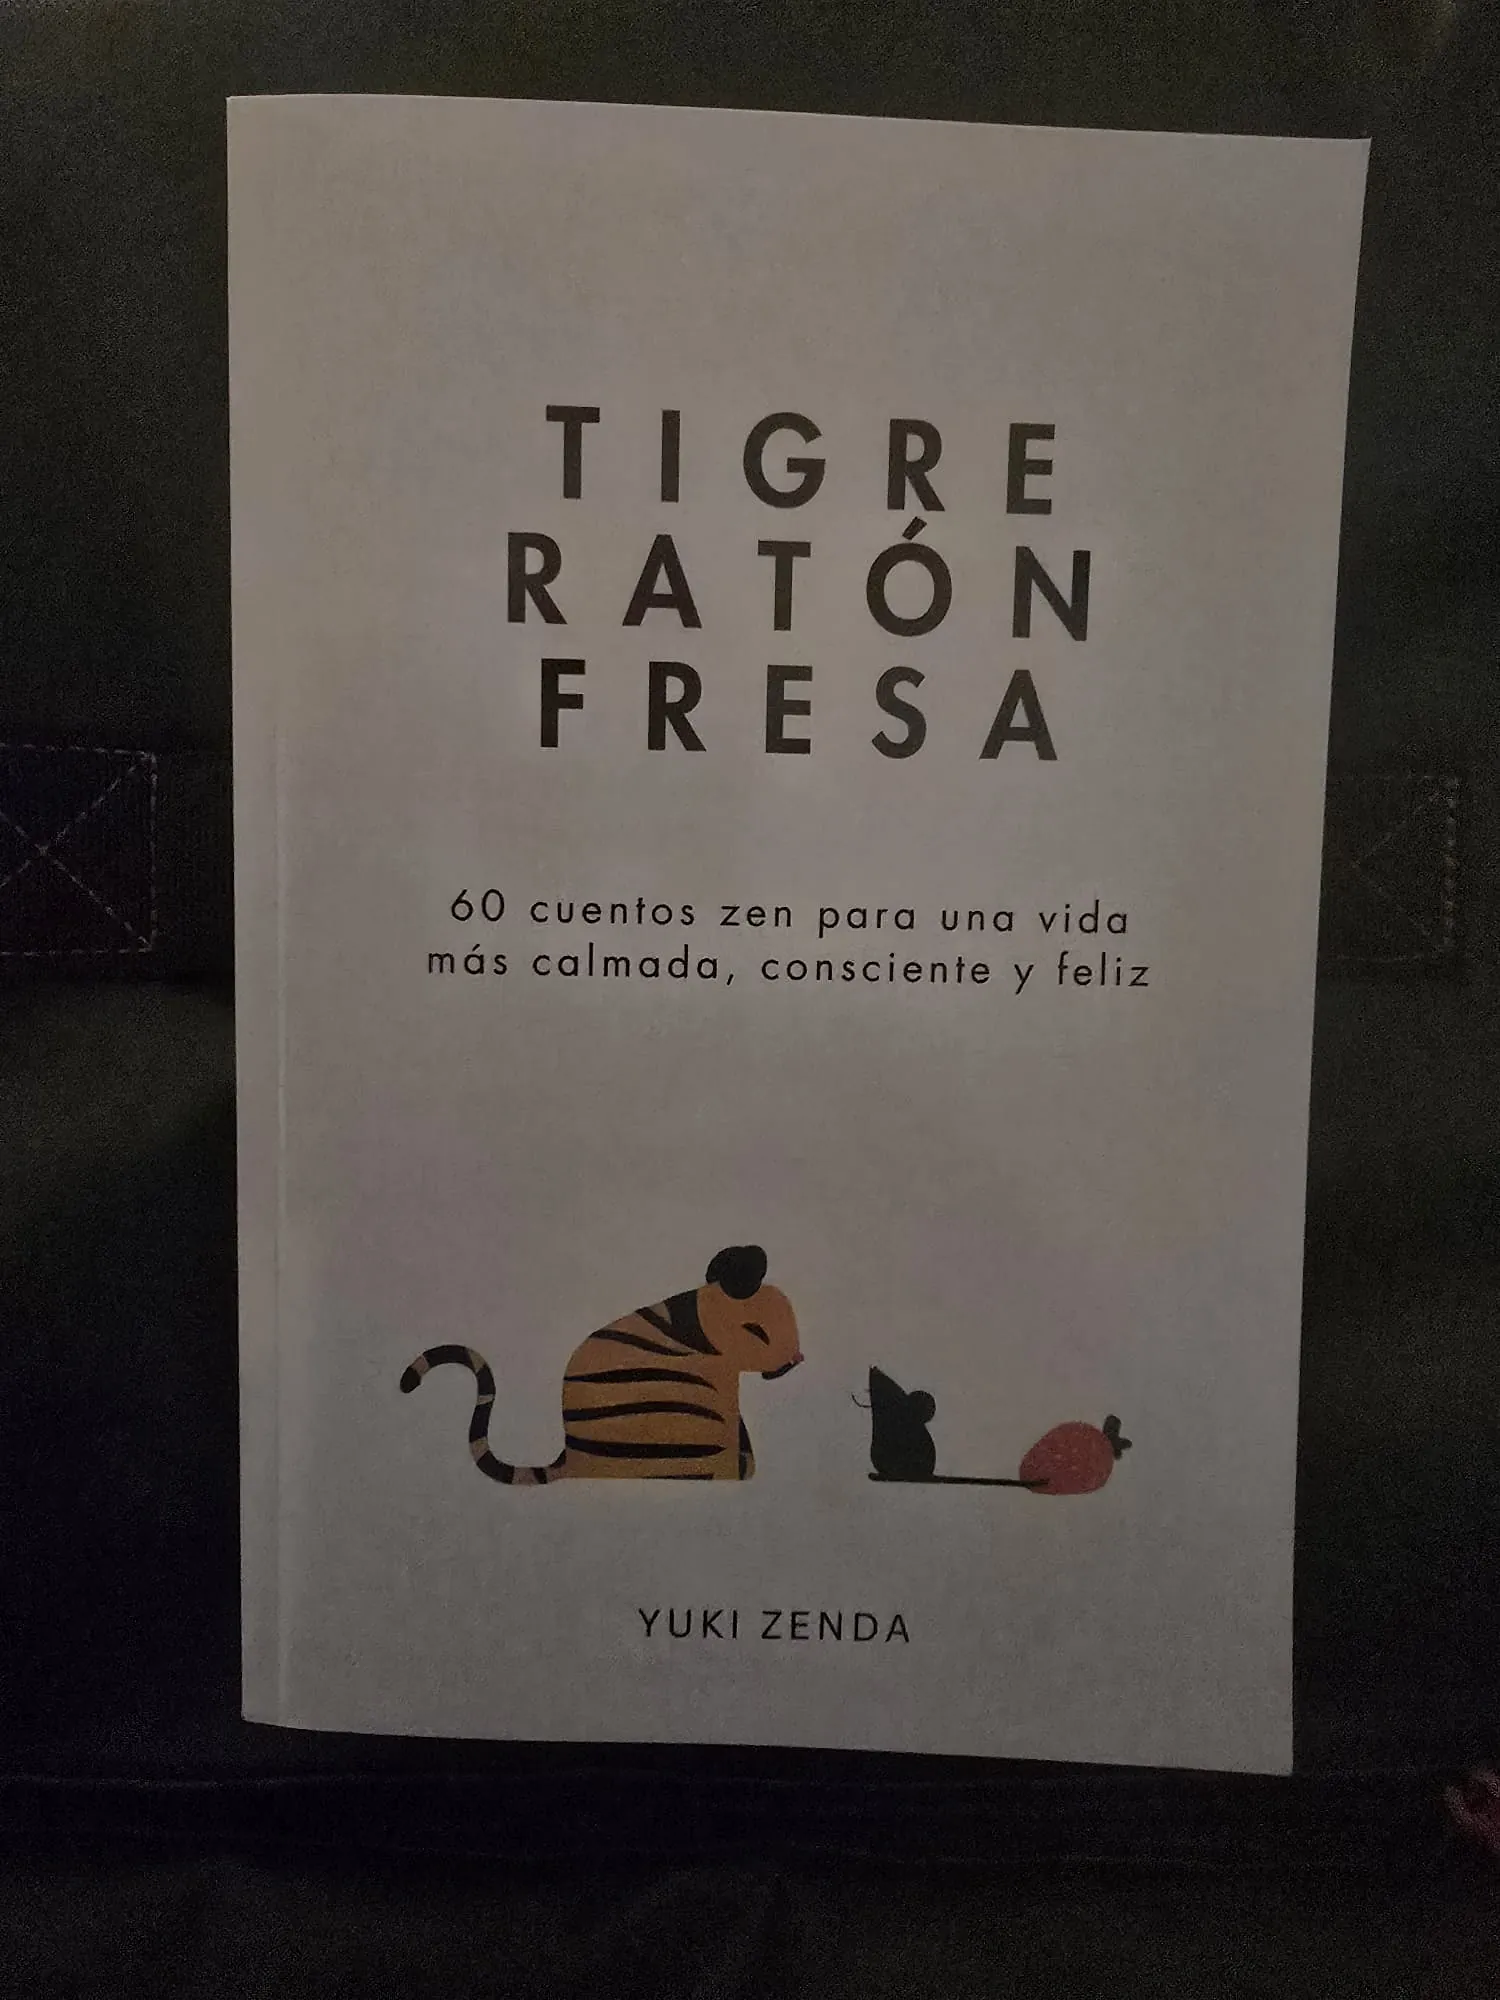 TIGRE
RATÓN
FRESA
60 cuentos zen para una vida
más calmada, consciente y feliz
YUKI ZENDA